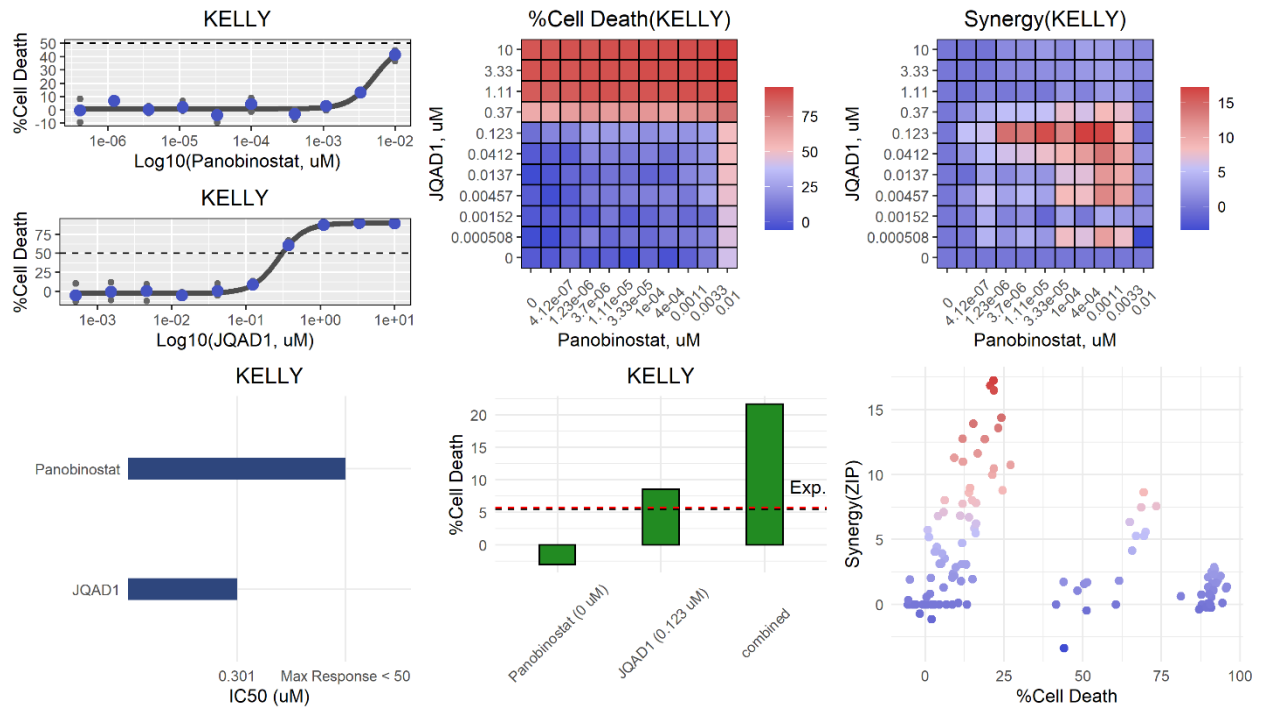 KELLY
50
40
30
20
10
0
-10
%Cell Death
1e-06
1e-05
1e-04
1e-03
1e-02
Log10(Panobinostat, uM)
KELLY
75
50
25
0
%Cell Death
1e-03
1e-02
1e-01
1e+00
1e+01
Log10(JQAD1, uM)
%Cell Death(KELLY)
10
3.33
1.11
0.37
0.123
0.0412
0.0137
0.00457
0.00152
0.000508
0
JQAD1, uM
0
4.12e-07
1.23e-06
3.7e-06
1.11e-05
3.33e-05
1e-04
4e-04
0.0011
0.0033
0.01
Panobinostat, uM
75
50
25
0
Synergy(KELLY)
10
3.33
1.11
0.37
0.123
0.0412
0.0137
0.00457
0.00152
0.000508
0
JQAD1, uM
0
4.12e-07
1.23e-06
3.7e-06
1.11e-05
3.33e-05
1e-04
4e-04
0.0011
0.0033
0.01
Panobinostat, uM
15
10
5
0
KELLY
Panobinostat
JQAD1
0.301
Max Response < 50
IC50 (uM)
KELLY
20
15
10
5
0
%Cell Death
Exp.
Panobinostat (0 uM)
JQAD1 (0.123 uM)
combined
15
10
5
0
Synergy(ZIP)
0
25
50
75
100
%Cell Death